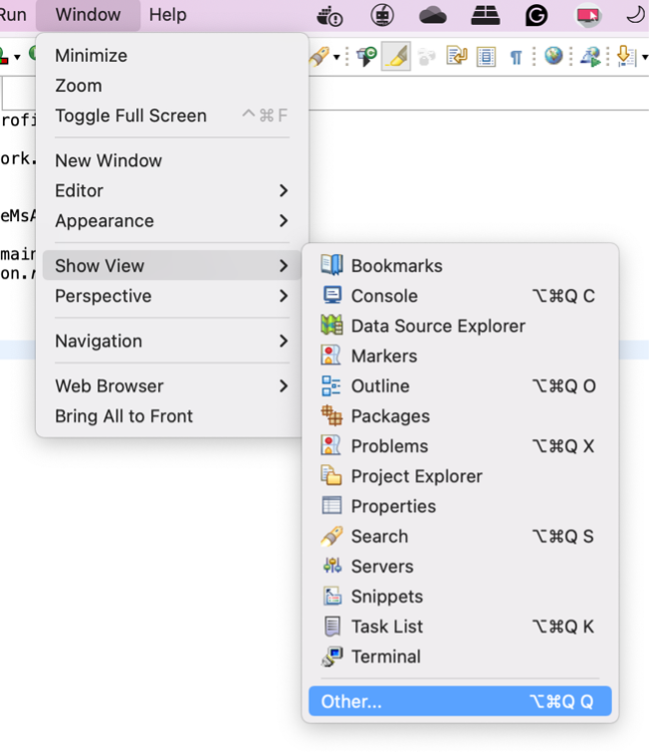 Run Window Help
Minimize
Zoom
Toggle Full Screen ^⌘F
New Window
Editor
Appearance
Show View
Perspective
Navigation
Web Browser
Bring All to Front
Bookmarks
Console ⌥⌘Q C
Data Source Explorer
Markers
Outline ⌥⌘Q O
Packages
Problems ⌥⌘Q X
Project Explorer
Properties
Search ⌥⌘Q S
Servers
Snippets
Task List ⌥⌘Q K
Terminal
Other... ⌥⌘Q Q
rofi
ork.
eMsA
main
on.